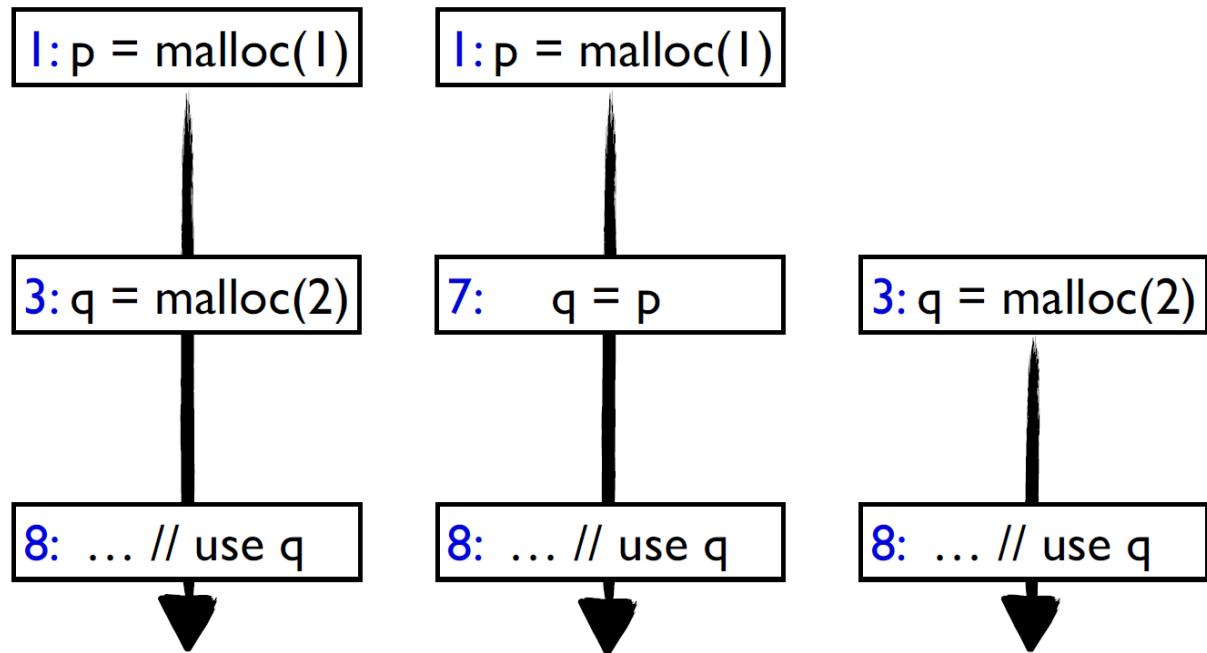 1: p = malloc(1)
1: p = malloc(1)
3: q = malloc(2)
7: q = p
3: q = malloc(2)
8: … // use q
8: … // use q
8: … // use q